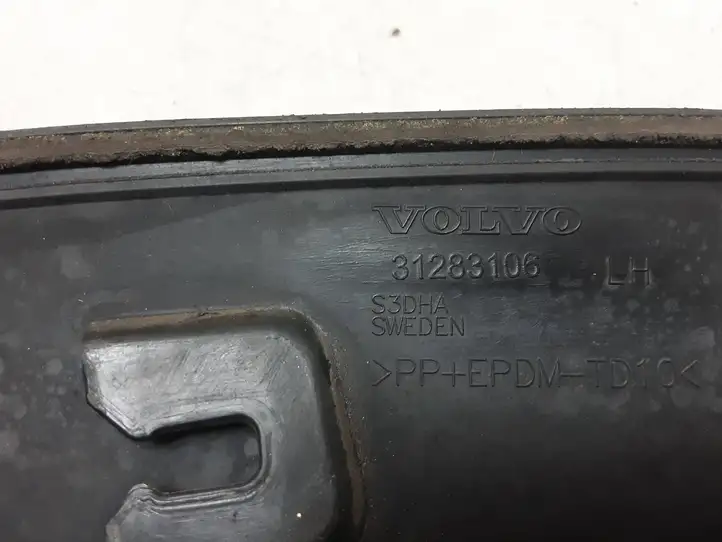 VOLVO
31283106 LH
S3DHA
SWEDEN
>PP+EPDM-TD10<